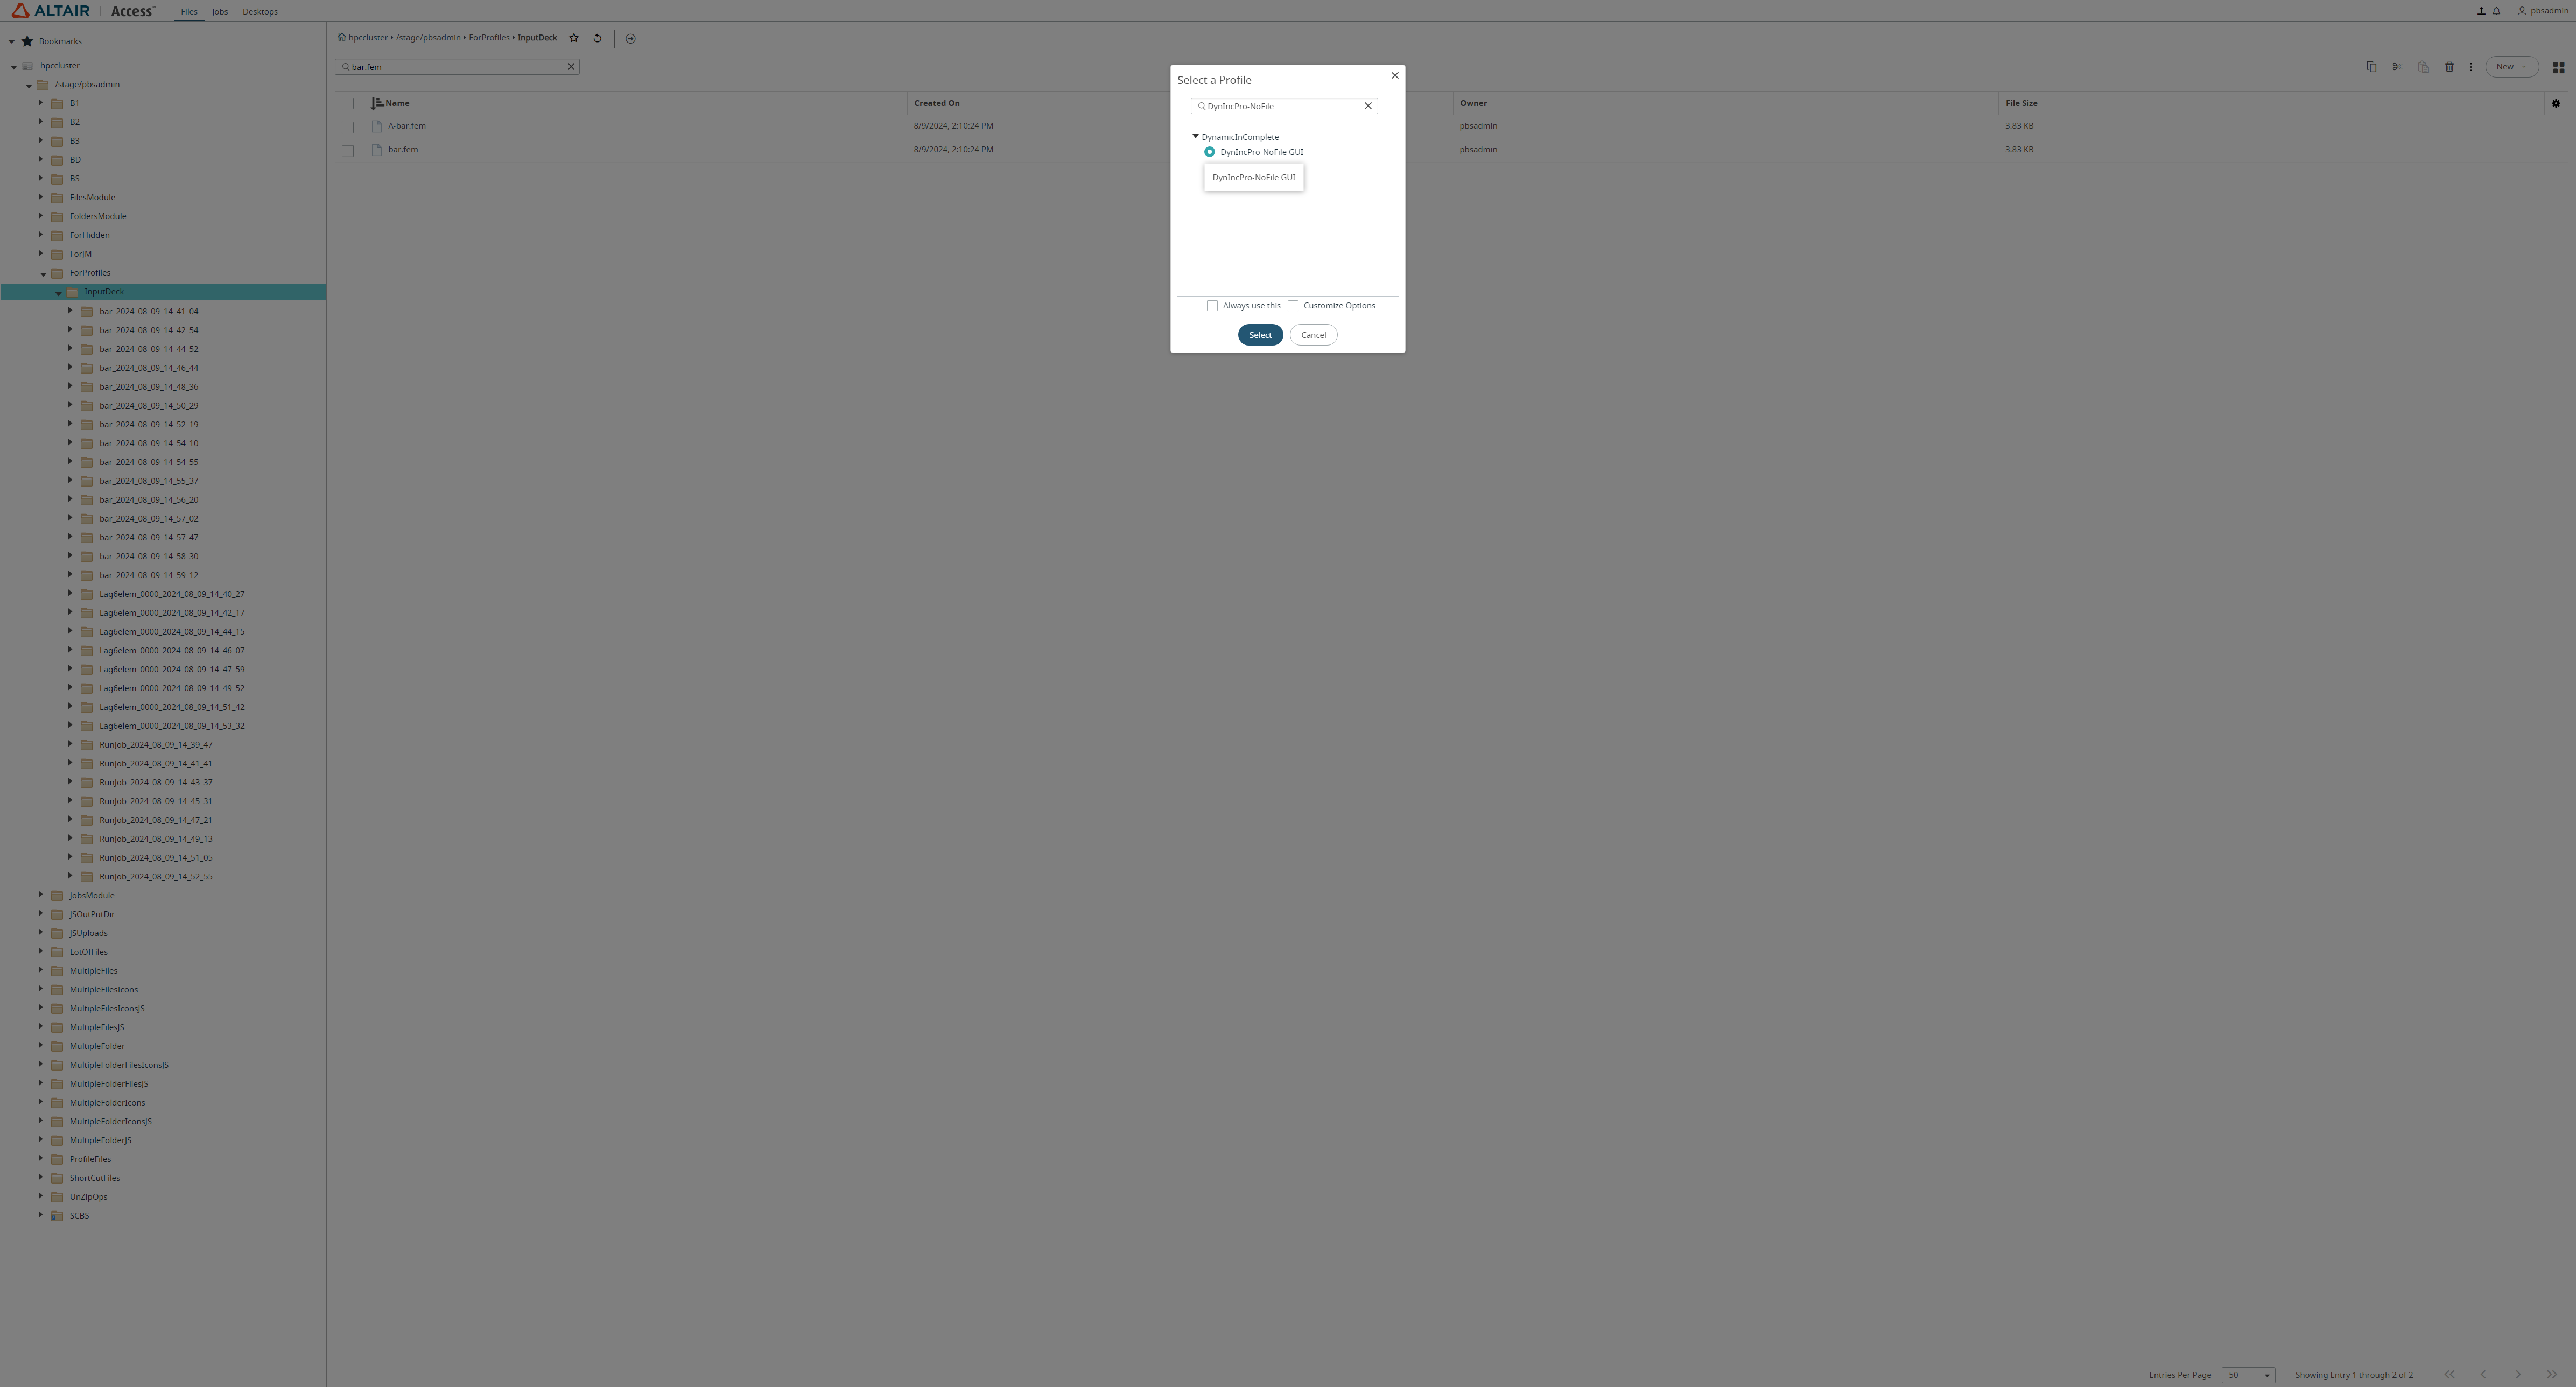 ALTAIR | Access™ Files Jobs Desktops pbsadmin
Bookmarks
hpccluster
/stage/pbsadmin
B1
B2
B3
BD
BS
FilesModule
FoldersModule
ForHidden
ForJM
ForProfiles
InputDeck
bar_2024_08_09_14_41_04
bar_2024_08_09_14_42_54
bar_2024_08_09_14_44_52
bar_2024_08_09_14_46_44
bar_2024_08_09_14_48_36
bar_2024_08_09_14_50_29
bar_2024_08_09_14_52_19
bar_2024_08_09_14_54_10
bar_2024_08_09_14_54_55
bar_2024_08_09_14_55_37
bar_2024_08_09_14_56_20
bar_2024_08_09_14_57_02
bar_2024_08_09_14_57_47
bar_2024_08_09_14_58_30
bar_2024_08_09_14_59_12
Lag6elem_0000_2024_08_09_14_40_27
Lag6elem_0000_2024_08_09_14_42_17
Lag6elem_0000_2024_08_09_14_44_15
Lag6elem_0000_2024_08_09_14_46_07
Lag6elem_0000_2024_08_09_14_47_59
Lag6elem_0000_2024_08_09_14_49_52
Lag6elem_0000_2024_08_09_14_51_42
Lag6elem_0000_2024_08_09_14_53_32
RunJob_2024_08_09_14_39_47
RunJob_2024_08_09_14_41_41
RunJob_2024_08_09_14_43_37
RunJob_2024_08_09_14_45_31
RunJob_2024_08_09_14_47_21
RunJob_2024_08_09_14_49_13
RunJob_2024_08_09_14_51_05
RunJob_2024_08_09_14_52_55
JobsModule
JSOutPutDir
JSUploads
LotOfFiles
MultipleFiles
MultipleFilesIcons
MultipleFilesIconsJS
MultipleFilesJS
MultipleFolder
MultipleFolderFilesIconsJS
MultipleFolderFilesJS
MultipleFolderIcons
MultipleFolderIconsJS
MultipleFolderJS
ProfileFiles
ShortCutFiles
UnZipOps
SCBS
hpccluster /stage/pbsadmin ForProfiles InputDeck
bar.fem
New
Name Created On Owner File Size
A-bar.fem 8/9/2024, 2:10:24 PM pbsadmin 3.83 KB
bar.fem 8/9/2024, 2:10:24 PM pbsadmin 3.83 KB
Select a Profile
DynIncPro-NoFile
DynamicInComplete
DynIncPro-NoFile GUI
DynIncPro-NoFile GUI
Always use this Customize Options
Select Cancel
Entries Per Page 50 Showing Entry 1 through 2 of 2